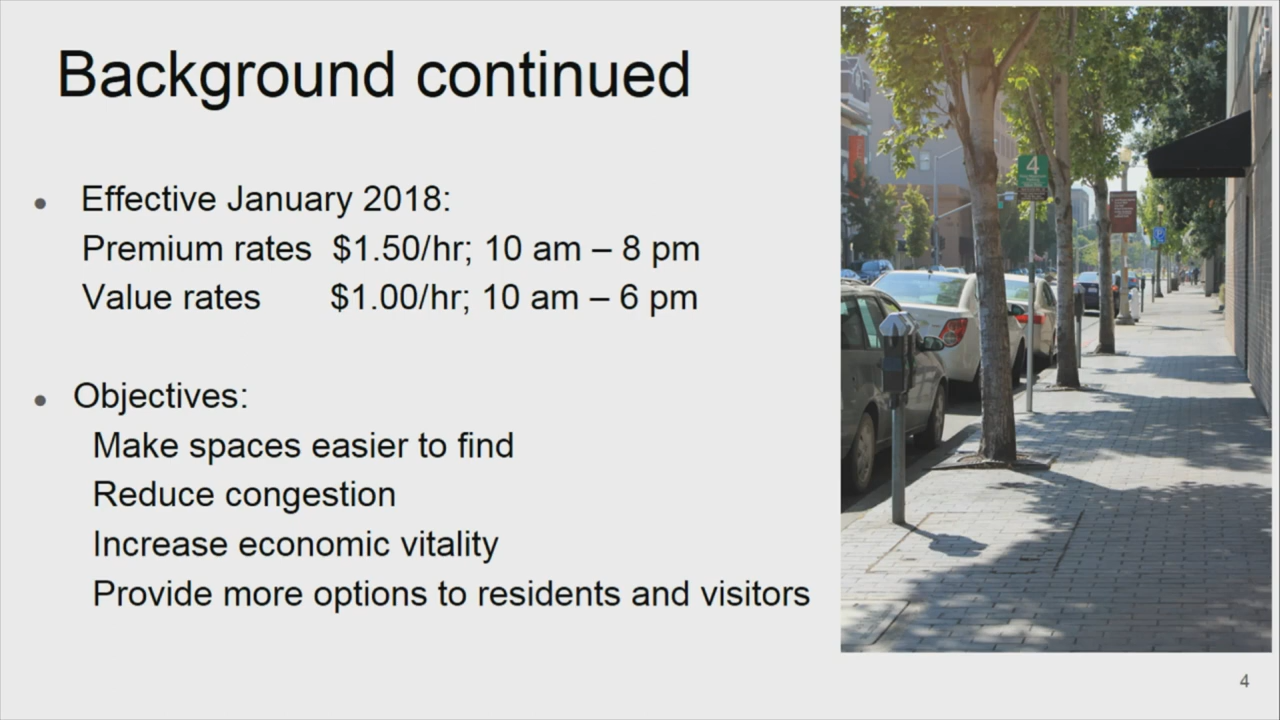 Background continued
Effective January 2018:
Premium rates $1.50/hr; 10 am – 8 pm
Value rates $1.00/hr; 10 am – 6 pm
Objectives:
Make spaces easier to find
Reduce congestion
Increase economic vitality
Provide more options to residents and visitors
4
4